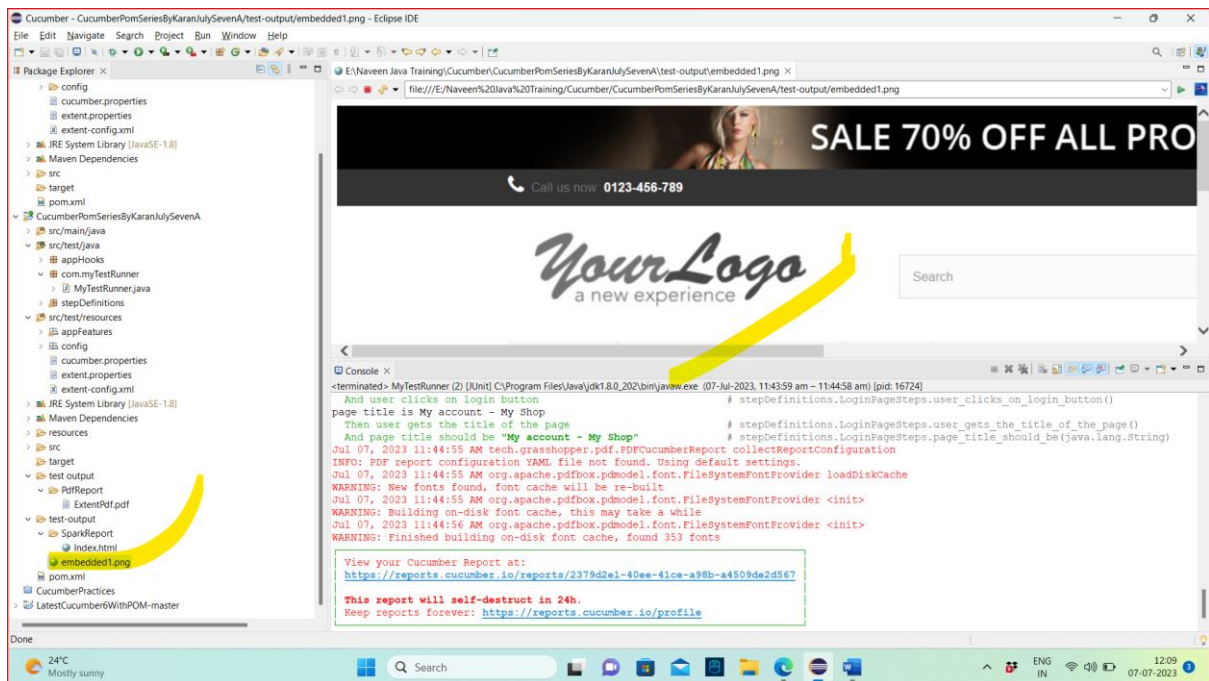 Cucumber - CucumberPomSeriesByKaranJulySevenA/test-output/embedded1.png - Eclipse IDE
File Edit Navigate Search Project Run Window Help
Package Explorer
config
cucumber.properties
extent.properties
extent-config.xml
JRE System Library [JavaSE-1.8]
Maven Dependencies
src
target
pom.xml
CucumberPomSeriesByKaranJulySevenA
src/main/java
src/test/java
appHooks
com.myTestRunner
MyTestRunner.java
stepDefinitions
src/test/resources
appFeatures
config
cucumber.properties
extent.properties
extent-config.xml
JRE System Library [JavaSE-1.8]
Maven Dependencies
resources
src
target
test output
PdfReport
ExtentPdf.pdf
test-output
SparkReport
Index.html
embedded1.png
pom.xml
CucumberPractices
LatestCucumber6WithPOM-master
E:\Naveen Java Training\Cucumber\CucumberPomSeriesByKaranJulySevenA\test-output\embedded1.png
file:///E:/Naveen%20Java%20Training/Cucumber/CucumberPomSeriesByKaranJulySevenA/test-output/embedded1.png
SALE 70% OFF ALL PRO
Call us now: 0123-456-789
Your Logo
a new experience
Search
Console
<terminated> MyTestRunner (2) [JUnit] C:\Program Files\Java\jdk1.8.0_202\bin\javaw.exe (07-Jul-2023, 11:43:59 am – 11:44:58 am) [pid: 16724]
And user clicks on login button # stepDefinitions.LoginPageSteps.user_clicks_on_login_button()
page title is My account - My Shop
Then user gets the title of the page # stepDefinitions.LoginPageSteps.user_gets_the_title_of_the_page()
And page title should be "My account - My Shop" # stepDefinitions.LoginPageSteps.page_title_should_be(java.lang.String)
Jul 07, 2023 11:44:55 AM tech.grasshopper.pdf.PDFCucumberReport collectReportConfiguration
INFO: PDF report configuration YAML file not found. Using default settings.
Jul 07, 2023 11:44:55 AM org.apache.pdfbox.pdmodel.font.FileSystemFontProvider loadDiskCache
WARNING: New fonts found, font cache will be re-built
Jul 07, 2023 11:44:55 AM org.apache.pdfbox.pdmodel.font.FileSystemFontProvider <init>
WARNING: Building on-disk font cache, this may take a while
Jul 07, 2023 11:44:56 AM org.apache.pdfbox.pdmodel.font.FileSystemFontProvider <init>
WARNING: Finished building on-disk font cache, found 353 fonts
View your Cucumber Report at:
https://reports.cucumber.io/reports/2379d2e1-40ee-41ce-a98b-a4509de2d567
This report will self-destruct in 24h.
Keep reports forever: https://reports.cucumber.io/profile
Done
24°C
Mostly sunny
Search
ENG
IN
12:09
07-07-2023
3